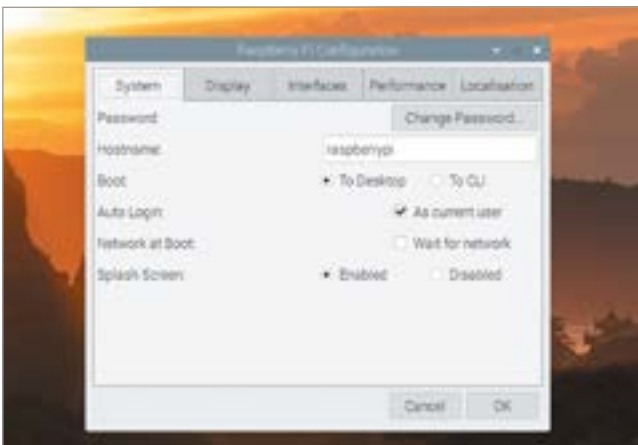 Raspberry Pi Configuration
System Display Interfaces Performance Localisation
Password: Change Password...
Hostname: raspberrypi
Boot: To Desktop To CLI
Auto Login: As current user
Network at Boot: Wait for network
Splash Screen: Enabled Disabled
Cancel OK